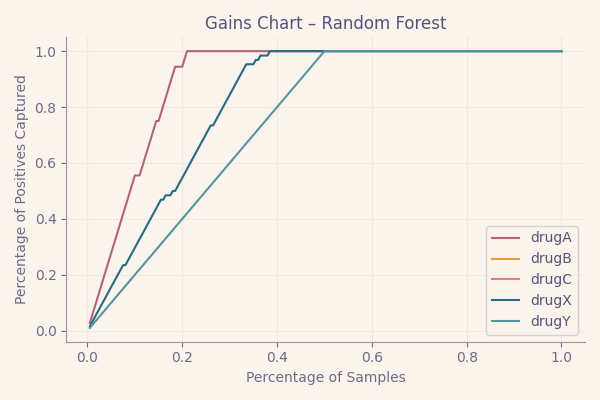 Gains Chart – Random Forest
Percentage of Positives Captured
1.0
0.8
0.6
0.4
0.2
0.0
0.0 0.2 0.4 0.6 0.8 1.0
Percentage of Samples
drugA
drugB
drugC
drugX
drugY